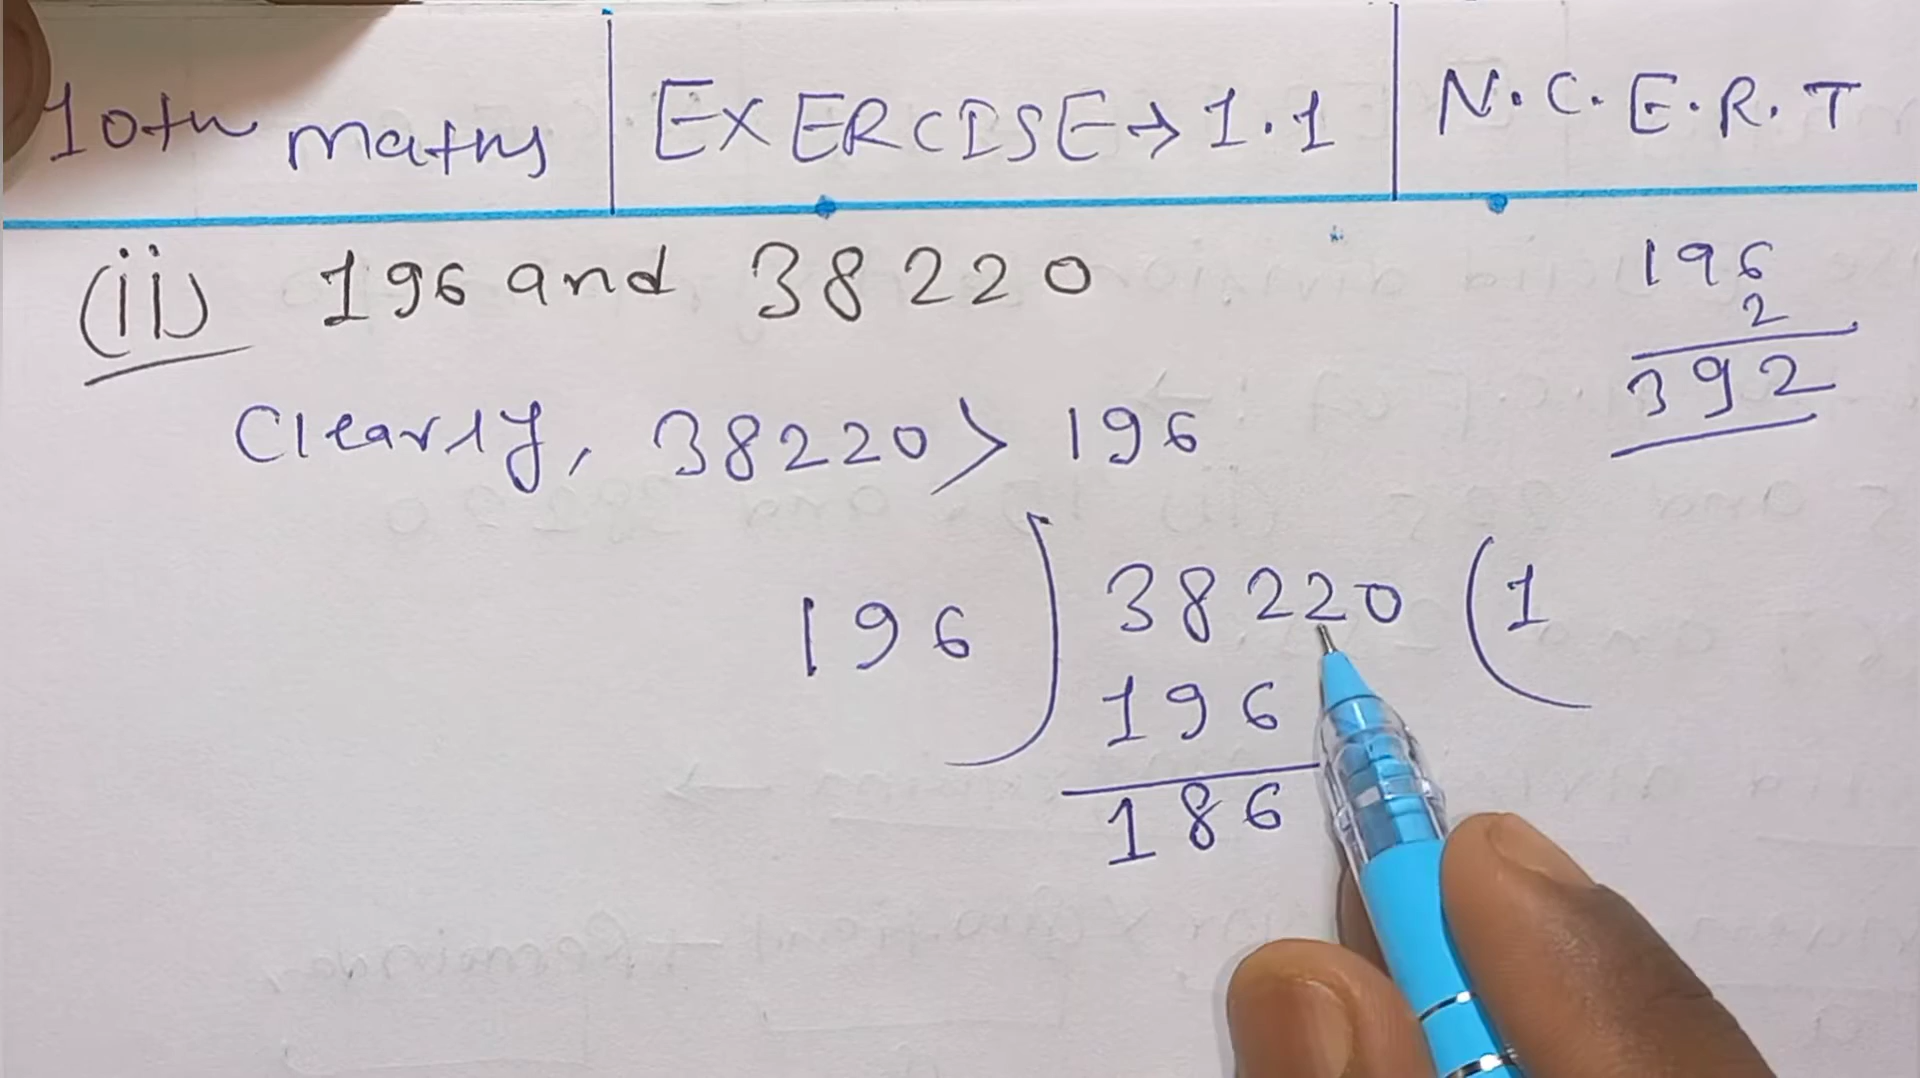 10th maths | EXERCISE → 1.1 | N.C.E.R.T
(ii) 196 and 38220
Clearly, 38220 > 196
196
2
392
196 ) 38220 ( 1
196
186